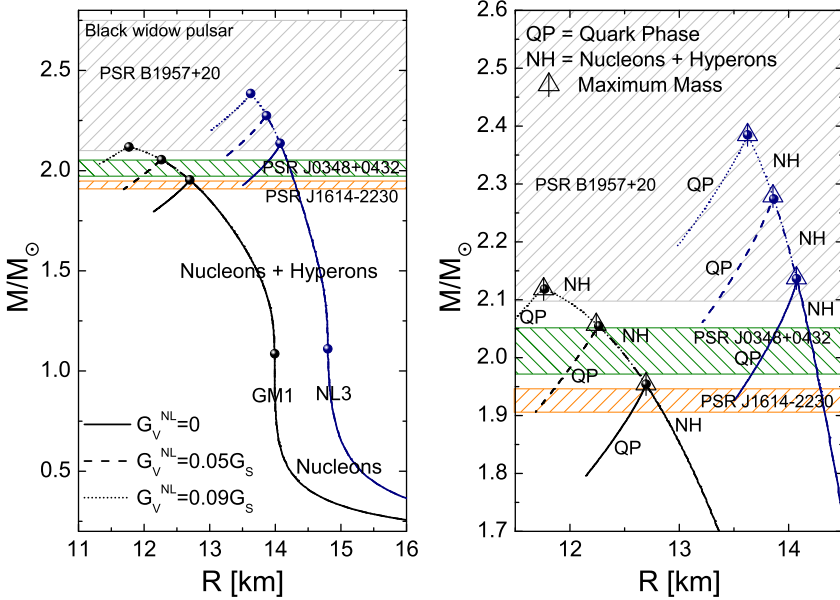 Black widow pulsar
PSR B1957+20
PSR J0348+0432
PSR J1614-2230
Nucleons + Hyperons
GM1
NL3
Nucleons
G_V^NL=0
G_V^NL=0.05G_S
G_V^NL=0.09G_S
2.5
2.0
1.5
1.0
0.5
M/M☉
11 12 13 14 15 16
R [km]
QP = Quark Phase
NH = Nucleons + Hyperons
Maximum Mass
PSR B1957+20
NH
QP
NH
QP
NH
NH
QP
NH
PSR J0348+0432
QP
QP
PSR J1614-2230
NH
QP
2.6
2.5
2.4
2.3
2.2
2.1
2.0
1.9
1.8
1.7
M/M☉
12 13 14
R [km]